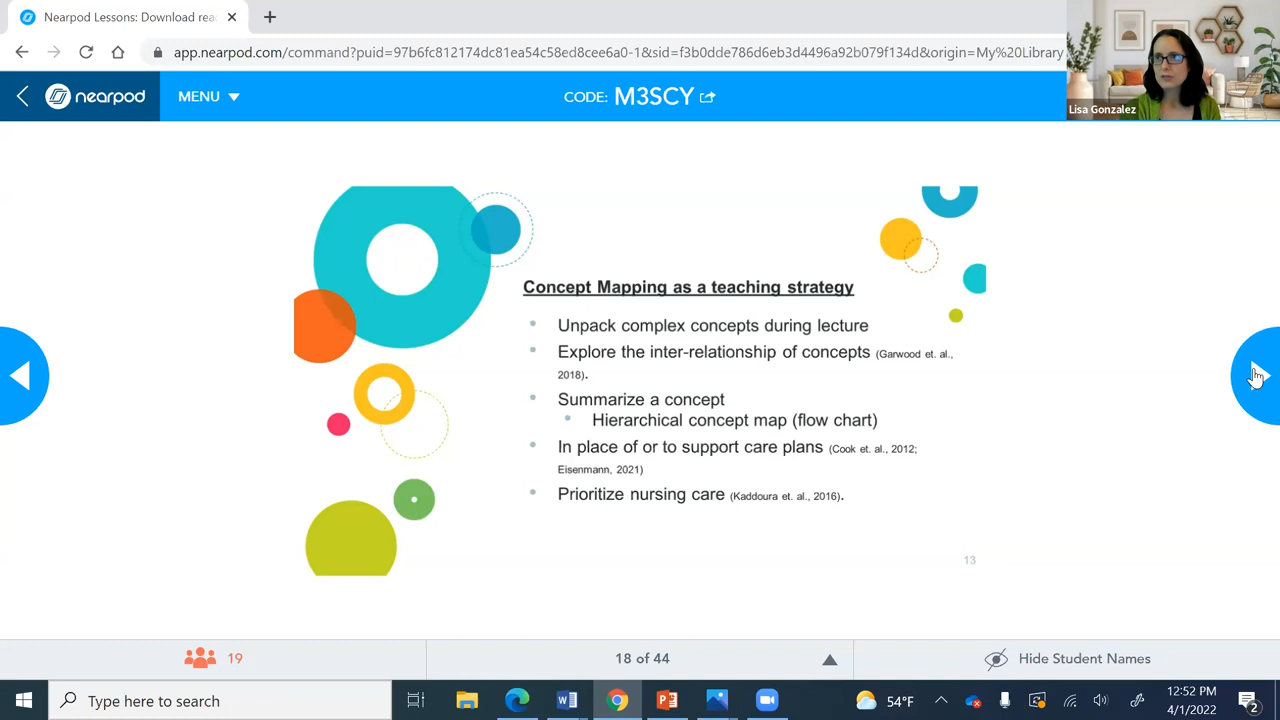 Nearpod Lessons: Download rea
app.nearpod.com/command?puid=97b6fc812174dc81ea54c58ed8cee6a0-1&sid=f3b0dde786d6eb3d4496a92b079f134d&origin=My%20Library
Lisa Gonzalez
nearpod
MENU
CODE: M3SCY
Concept Mapping as a teaching strategy
Unpack complex concepts during lecture
Explore the inter-relationship of concepts (Garwood et. al.,
2018).
Summarize a concept
Hierarchical concept map (flow chart)
In place of or to support care plans (Cook et. al., 2012;
Eisenmann, 2021)
Prioritize nursing care (Kaddoura et. al., 2016).
13
19
18 of 44
Hide Student Names
Type here to search
54°F
12:52 PM
4/1/2022
2